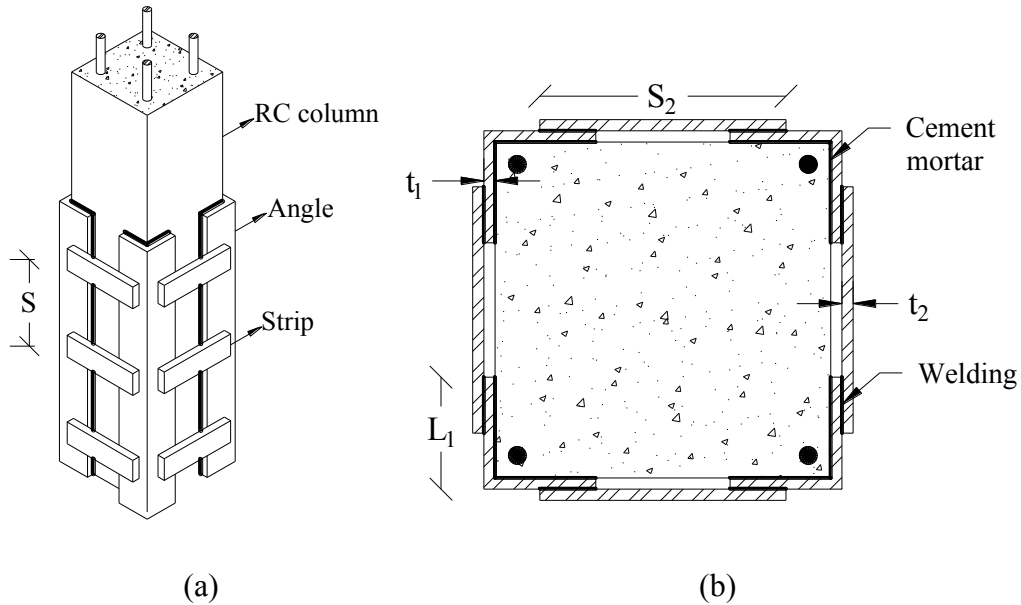 RC column
Angle
S
Strip
(a)
S2
Cement
mortar
t1
t2
Welding
L1
(b)